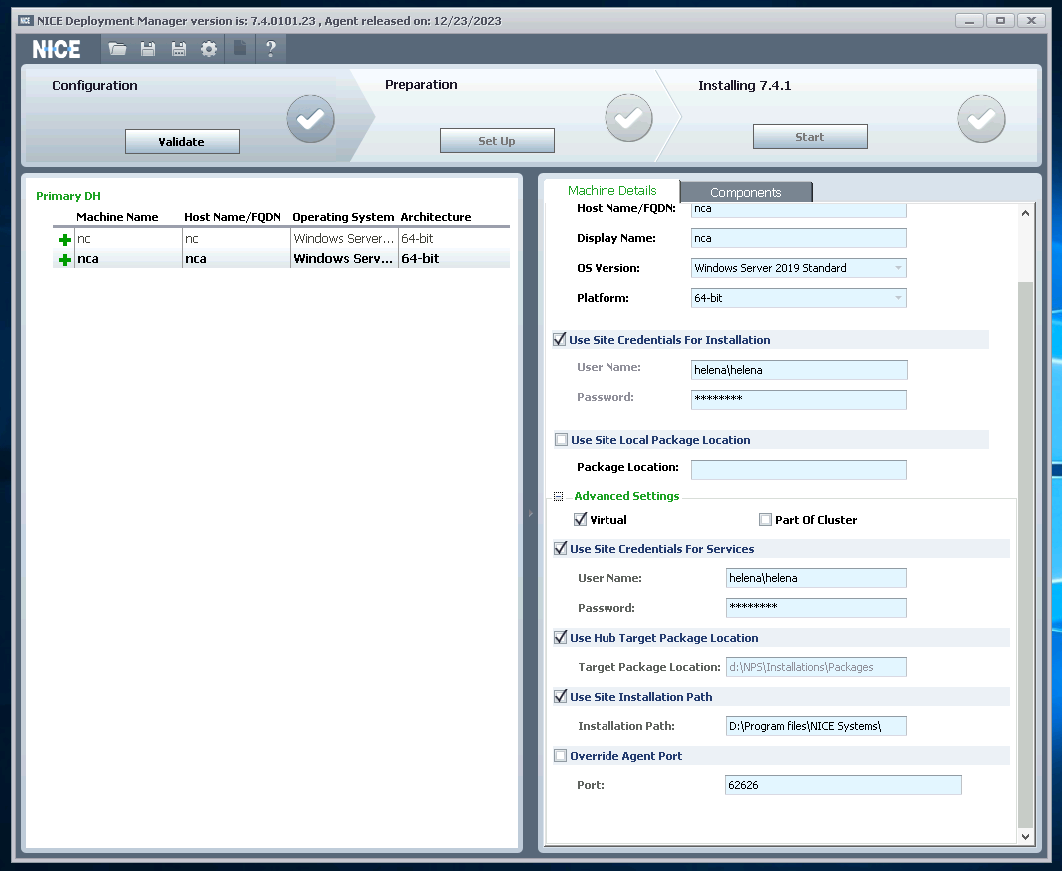 NICE Deployment Manager version is: 7.4.0101.23 , Agent released on: 12/23/2023
NICE
?
Configuration
Validate
Preparation
Set Up
Installing 7.4.1
Start
Primary DH
Machine Name Host Name/FQDN Operating System Architecture
nc nc Windows Server... 64-bit
nca nca Windows Serv... 64-bit
Machine Details
Components
Host Name/FQDN: nca
Display Name: nca
OS Version: Windows Server 2019 Standard
Platform: 64-bit
Use Site Credentials For Installation
User Name: helena\helena
Password: ********
Use Site Local Package Location
Package Location:
Advanced Settings
Virtual Part Of Cluster
Use Site Credentials For Services
User Name: helena\helena
Password: ********
Use Hub Target Package Location
Target Package Location: d:\NPS\Installations\Packages
Use Site Installation Path
Installation Path: D:\Program files\NICE Systems\
Override Agent Port
Port: 62626